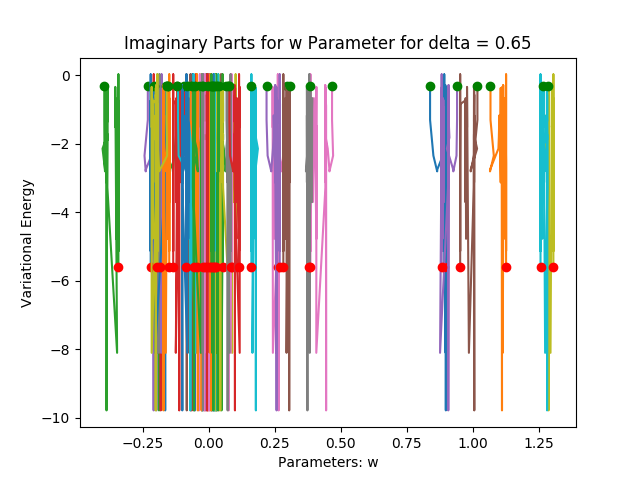 Imaginary Parts for w Parameter for delta = 0.65
Variational Energy
0
−2
−4
−6
−8
−10
−0.25 0.00 0.25 0.50 0.75 1.00 1.25
Parameters: w